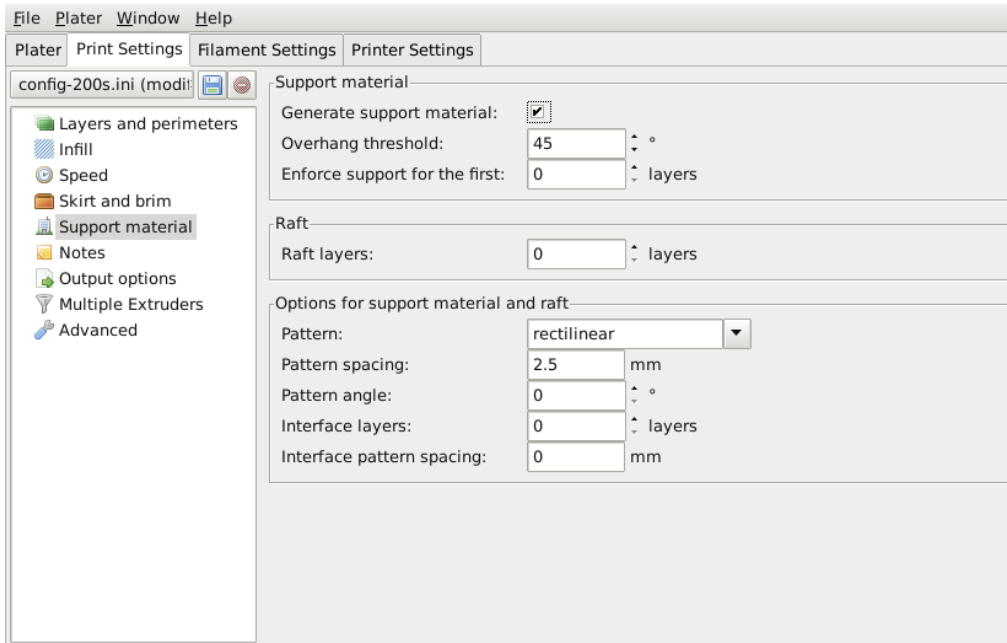 File Plater Window Help
Plater Print Settings Filament Settings Printer Settings
config-200s.ini (modif
Layers and perimeters
Infill
Speed
Skirt and brim
Support material
Notes
Output options
Multiple Extruders
Advanced
Support material
Generate support material:
Overhang threshold: 45 °
Enforce support for the first: 0 layers
Raft
Raft layers: 0 layers
Options for support material and raft
Pattern: rectilinear
Pattern spacing: 2.5 mm
Pattern angle: 0 °
Interface layers: 0 layers
Interface pattern spacing: 0 mm